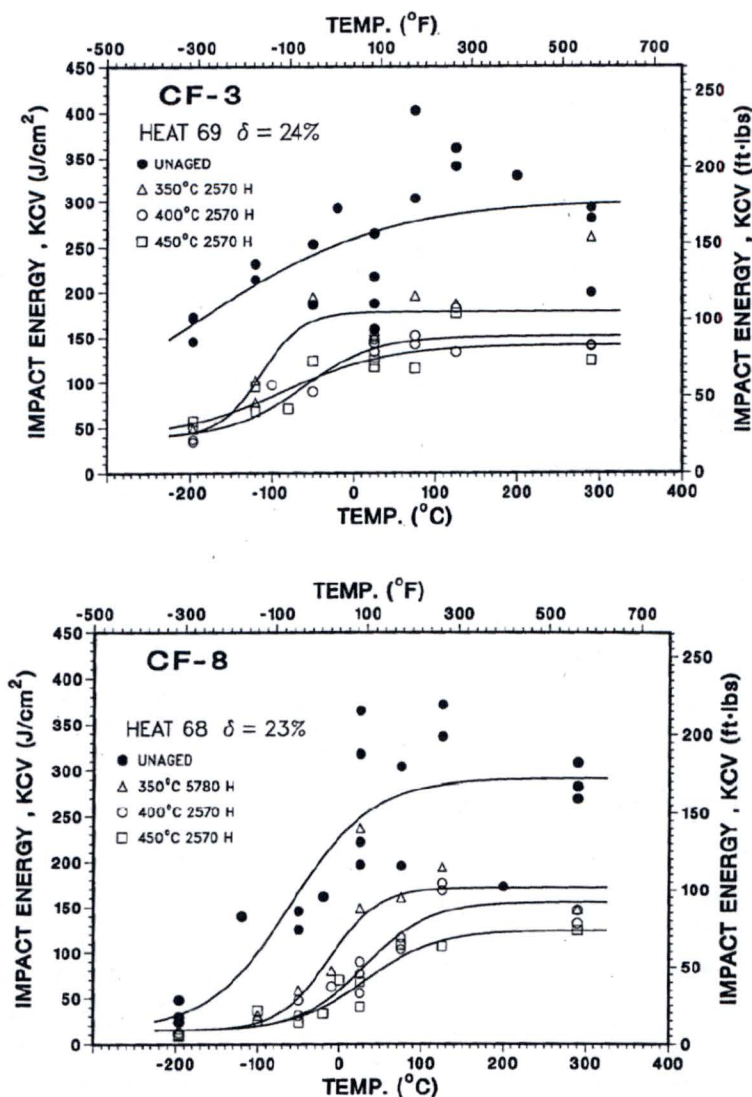 TEMP. (°F)
-500 -300 -100 100 300 500 700
450 400 350 300 250 200 150 100 50 0
IMPACT ENERGY , KCV (J/cm²)
CF-3
HEAT 69 δ = 24%
● UNAGED
△ 350°C 2570 H
○ 400°C 2570 H
□ 450°C 2570 H
250 200 150 100 50 0
IMPACT ENERGY, KCV (ft·lbs)
-200 -100 0 100 200 300 400
TEMP. (°C)
TEMP. (°F)
-500 -300 -100 100 300 500 700
450 400 350 300 250 200 150 100 50 0
IMPACT ENERGY , KCV (J/cm²)
CF-8
HEAT 68 δ = 23%
● UNAGED
△ 350°C 5780 H
○ 400°C 2570 H
□ 450°C 2570 H
250 200 150 100 50 0
IMPACT ENERGY, KCV (ft·lbs)
-200 -100 0 100 200 300 400
TEMP. (°C)